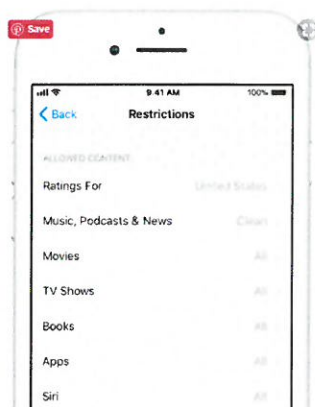 Save
9:41 AM 100%
Back Restrictions
ALLOWED CONTENT
Ratings For United States
Music, Podcasts & News Clean
Movies All
TV Shows All
Books All
Apps All
Siri All